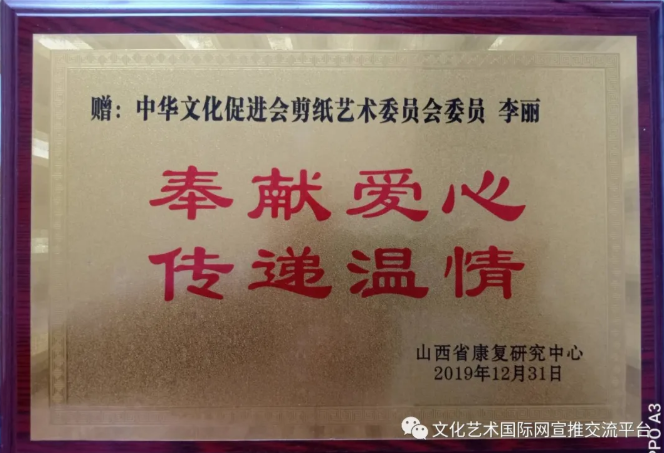 赠：中华文化促进会剪纸艺术委员会委员 李丽
奉献爱心
传递温情
山西省康复研究中心
2019年12月31日
文化艺术国际网宣推交流平台
PPO A3